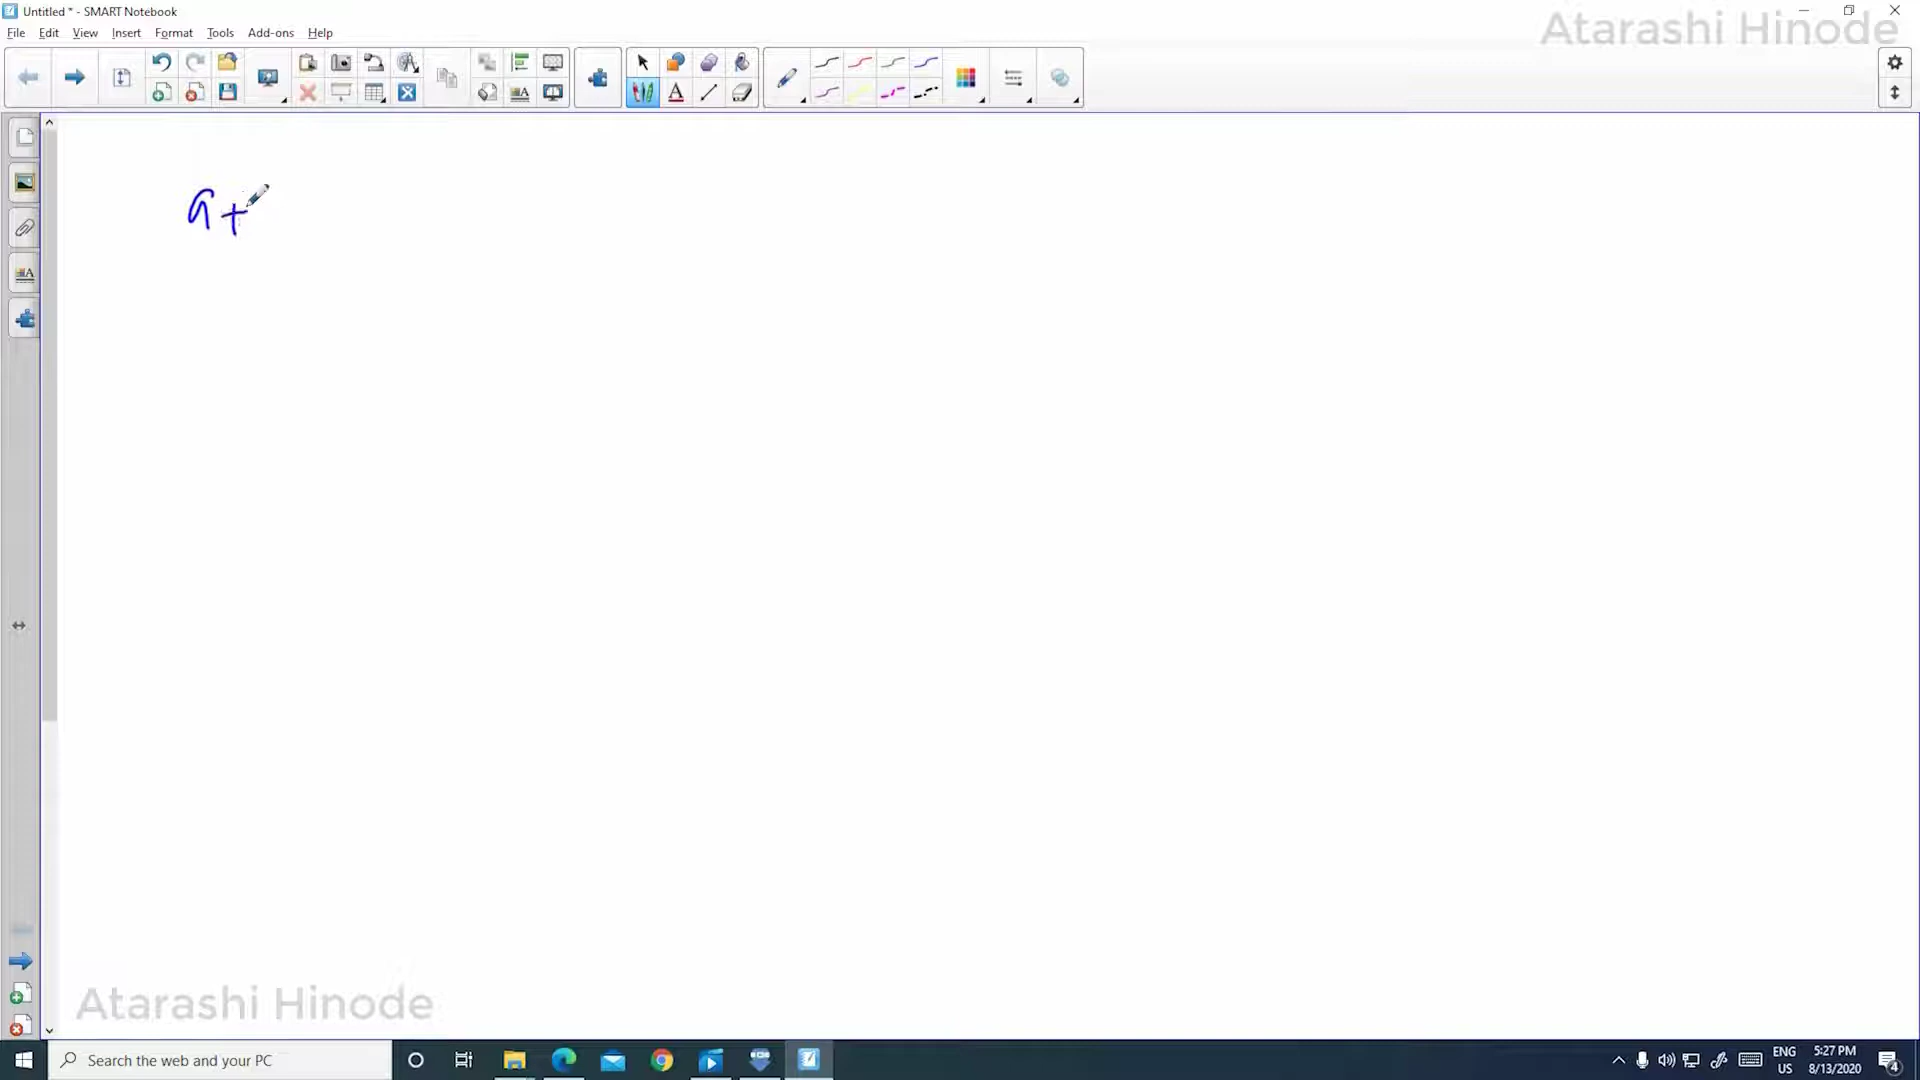 Untitled * - SMART Notebook
Atarashi Hinode
File Edit View Insert Format Tools Add-ons Help
a +
Atarashi Hinode
Search the web and your PC
ENG
US
5:27 PM
8/13/2020
4